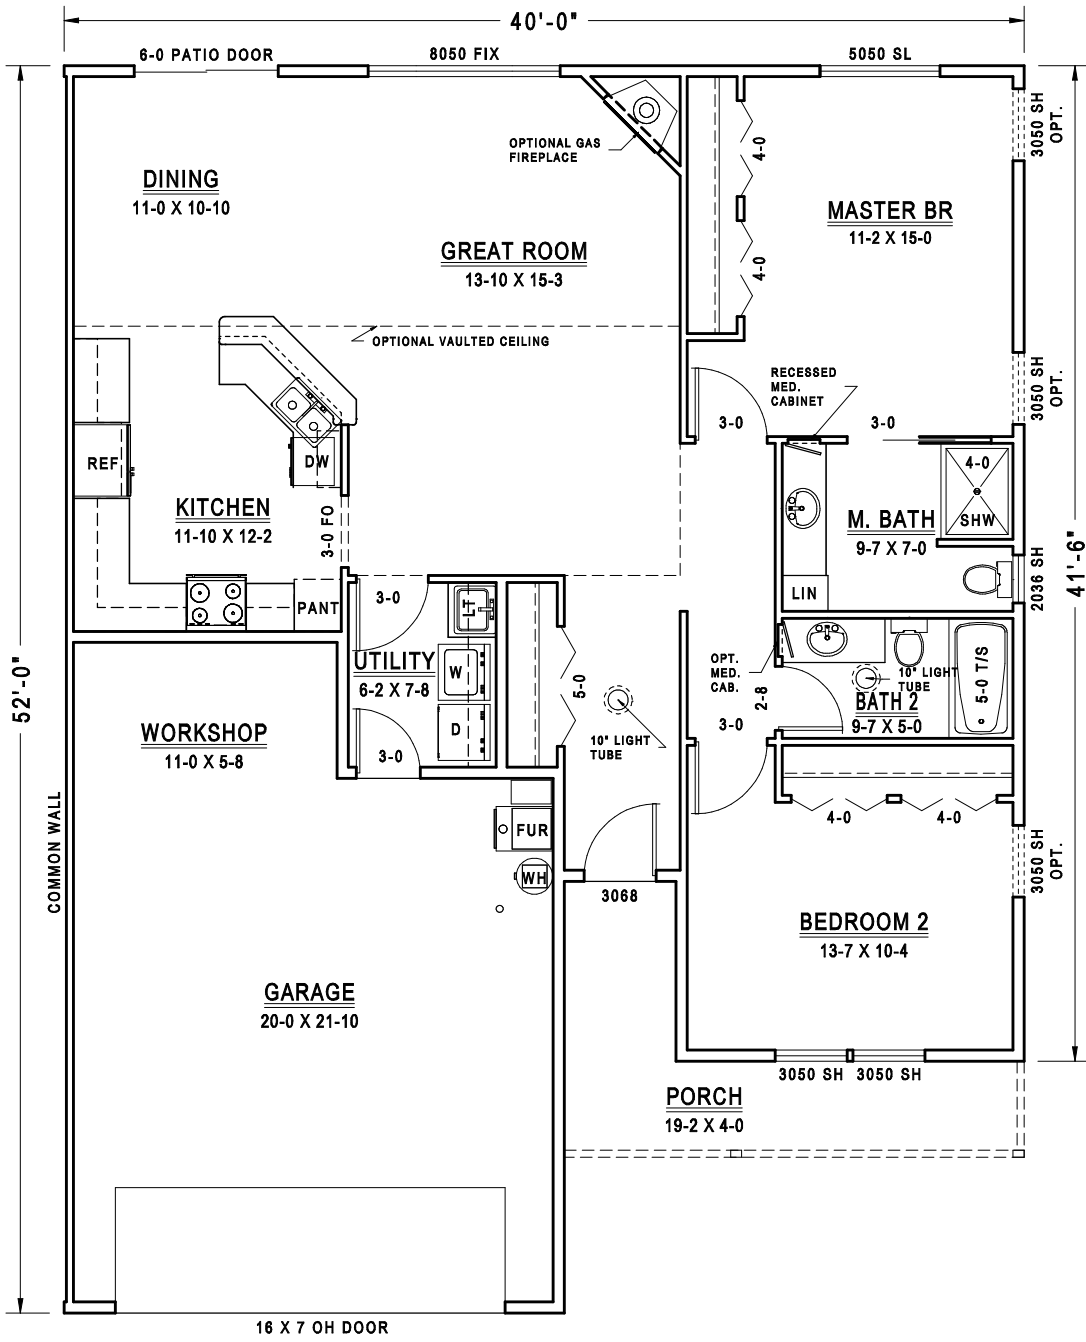 40'-0"
6-0 PATIO DOOR
8050 FIX
5050 SL
3050 SH
OPT.
OPTIONAL GAS
FIREPLACE
4-0
DINING
11-0 X 10-10
MASTER BR
11-2 X 15-0
GREAT ROOM
13-10 X 15-3
4-0
OPTIONAL VAULTED CEILING
RECESSED
MED.
CABINET
3050 SH
OPT.
3-0
3-0
REF
DW
4-0
SHW
KITCHEN
11-10 X 12-2
3-0 FO
M. BATH
9-7 X 7-0
2036 SH
41'-6"
LIN
PANT
3-0
LT
52'-0"
UTILITY
6-2 X 7-8
W
D
3-0
5-0
OPT.
MED.
CAB.
2-8
3-0
10" LIGHT
TUBE
BATH 2
9-7 X 5-0
5-0 T/S
WORKSHOP
11-0 X 5-8
10" LIGHT
TUBE
4-0
4-0
COMMON WALL
FUR
WH
3050 SH
OPT.
3068
BEDROOM 2
13-7 X 10-4
GARAGE
20-0 X 21-10
3050 SH
3050 SH
PORCH
19-2 X 4-0
16 X 7 OH DOOR